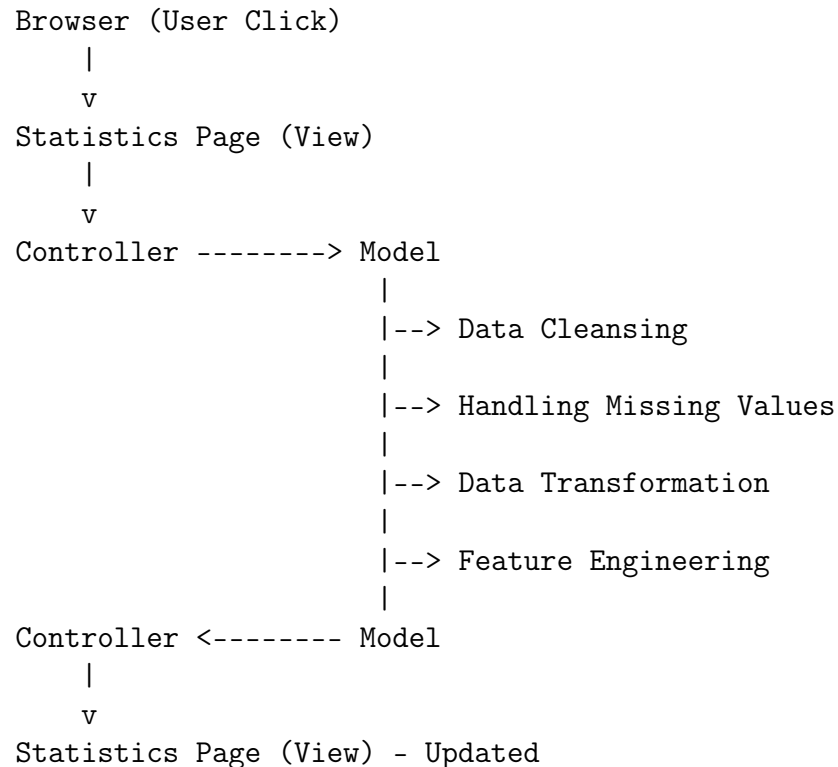 Browser (User Click)
    |
    v
Statistics Page (View)
    |
    v
Controller --------> Model
                       |
                       |--> Data Cleansing
                       |
                       |--> Handling Missing Values
                       |
                       |--> Data Transformation
                       |
                       |--> Feature Engineering
                       |
Controller <-------- Model
    |
    v
Statistics Page (View) - Updated